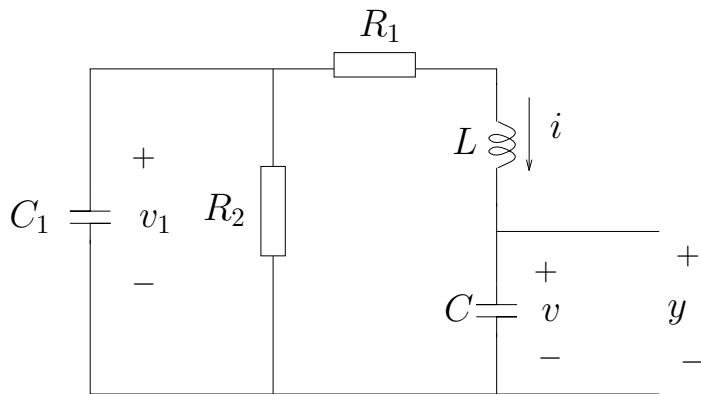 R₁
L
i
+
C₁
v₁
−
R₂
+
C
v
−
+
y
−